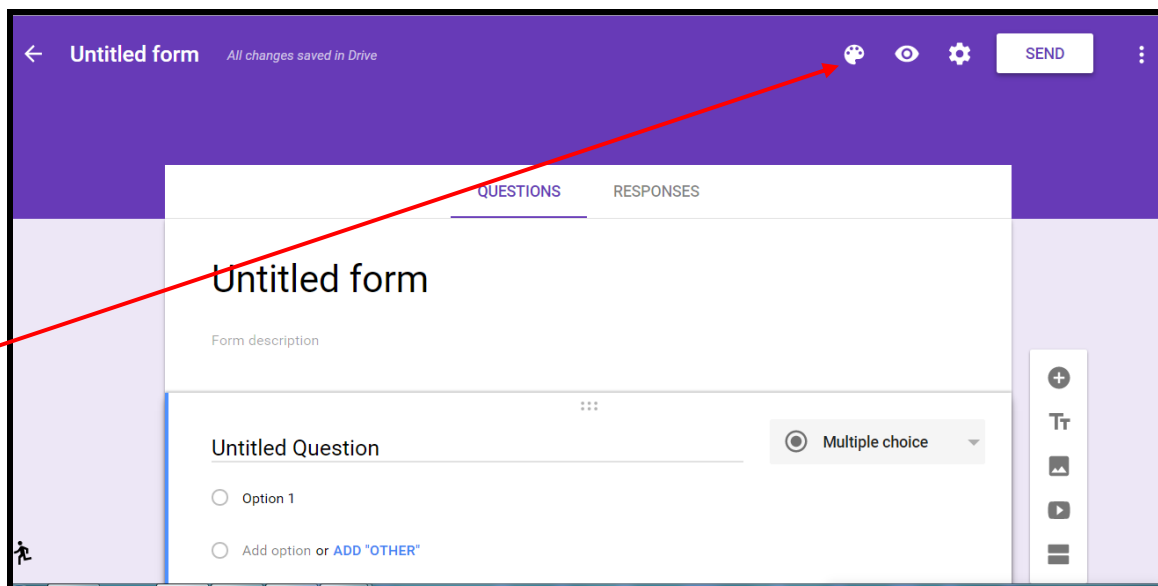 Untitled form All changes saved in Drive SEND
QUESTIONS RESPONSES
Untitled form
Form description
Untitled Question Multiple choice
Option 1
Add option or ADD "OTHER"
Tт